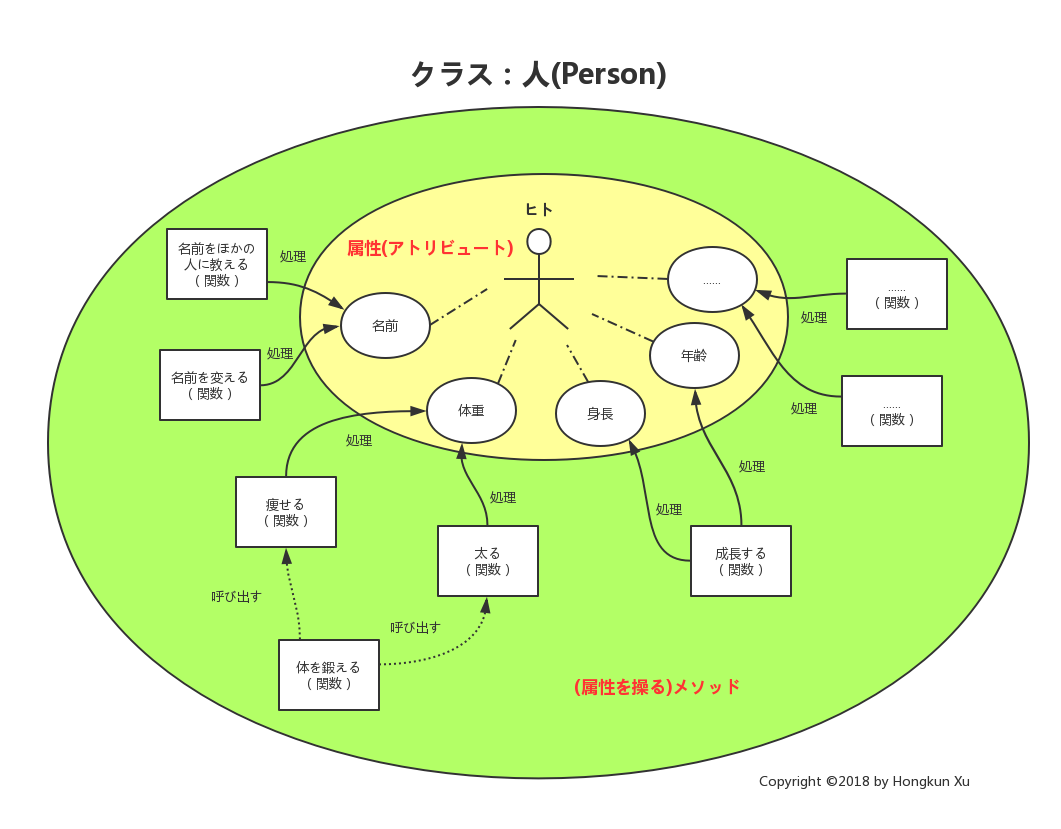 クラス：人(Person)
ヒト
属性(アトリビュート)
名前をほかの
人に教える
( 関数 )
処理
名前
......
......
( 関数 )
処理
年齢
名前を変える
( 関数 )
処理
体重
身長
......
( 関数 )
処理
処理
痩せる
( 関数 )
処理
太る
( 関数 )
処理
処理
成長する
( 関数 )
呼び出す
呼び出す
体を鍛える
( 関数 )
(属性を操る)メソッド
Copyright ©2018 by Hongkun Xu